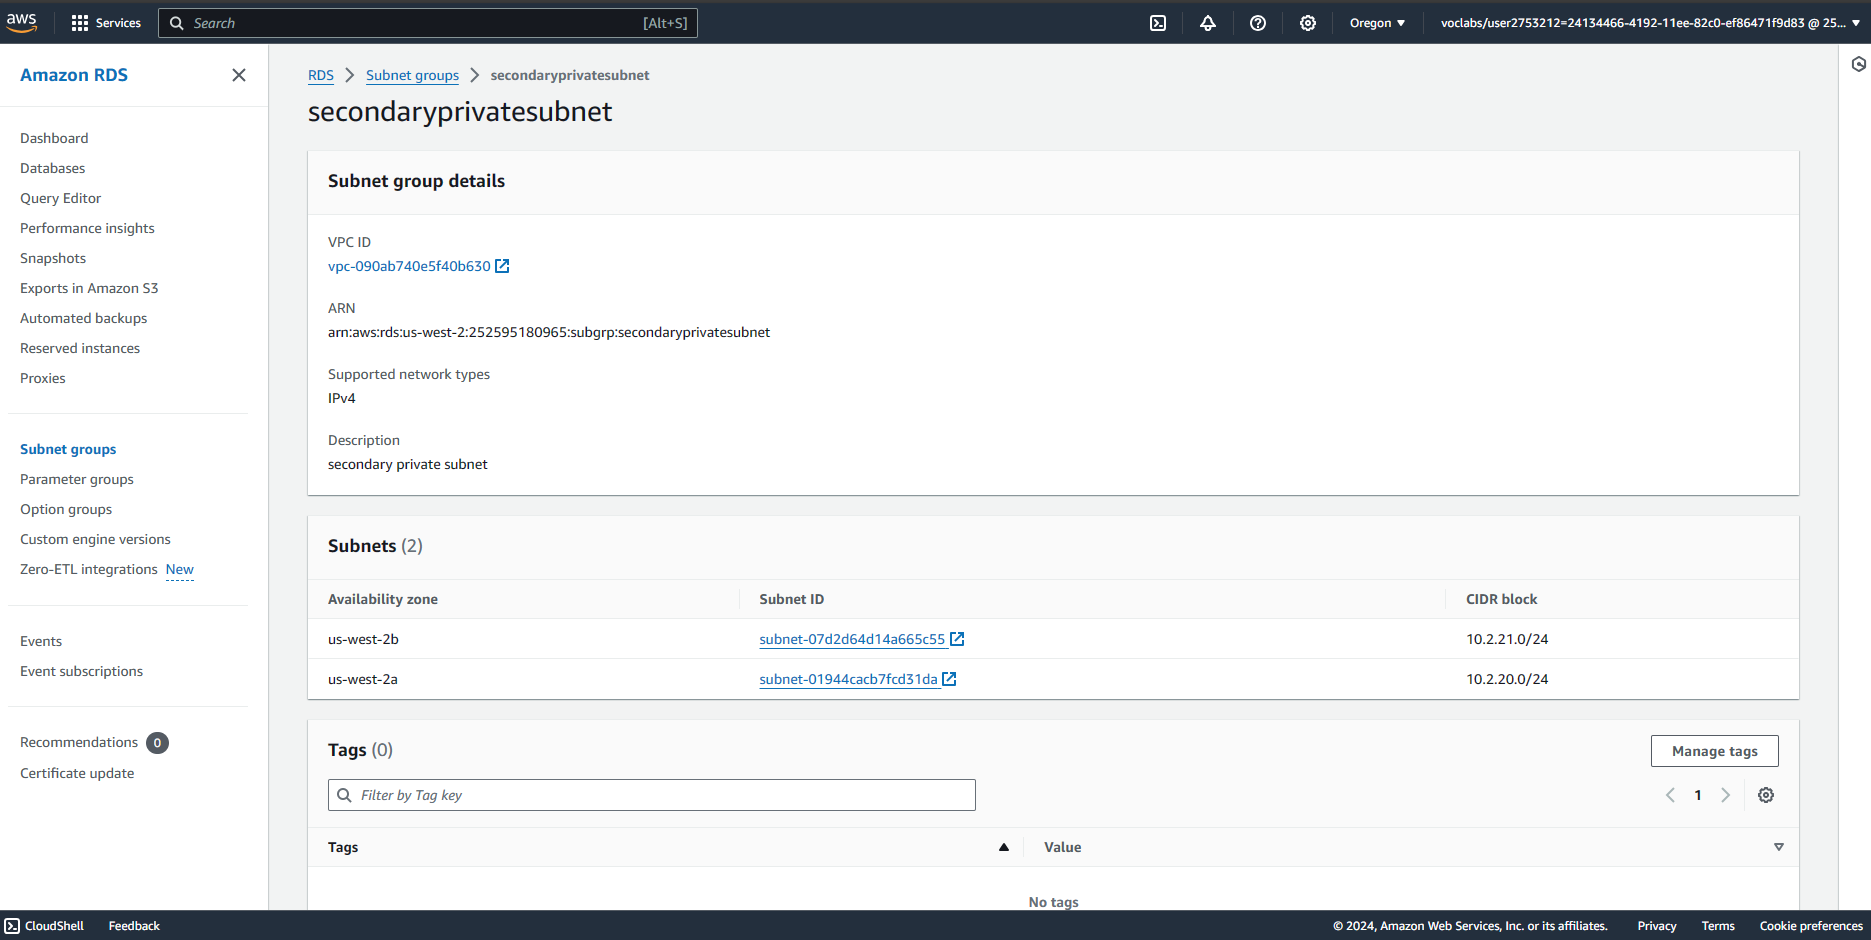 aws
Services
Search
[Alt+S]
Oregon
voclabs/user2753212=24134466-4192-11ee-82c0-ef86471f9d83 @ 25...
Amazon RDS
Dashboard
Databases
Query Editor
Performance insights
Snapshots
Exports in Amazon S3
Automated backups
Reserved instances
Proxies
Subnet groups
Parameter groups
Option groups
Custom engine versions
Zero-ETL integrations New
Events
Event subscriptions
Recommendations 0
Certificate update
RDS > Subnet groups > secondaryprivatesubnet
secondaryprivatesubnet
Subnet group details
VPC ID
vpc-090ab740e5f40b630
ARN
arn:aws:rds:us-west-2:252595180965:subgrp:secondaryprivatesubnet
Supported network types
IPv4
Description
secondary private subnet
Subnets (2)
Availability zone Subnet ID CIDR block
us-west-2b subnet-07d2d64d14a665c55 10.2.21.0/24
us-west-2a subnet-01944cacb7fcd31da 10.2.20.0/24
Tags (0)
Manage tags
Filter by Tag key
1
Tags Value
No tags
CloudShell Feedback © 2024, Amazon Web Services, Inc. or its affiliates. Privacy Terms Cookie preferences